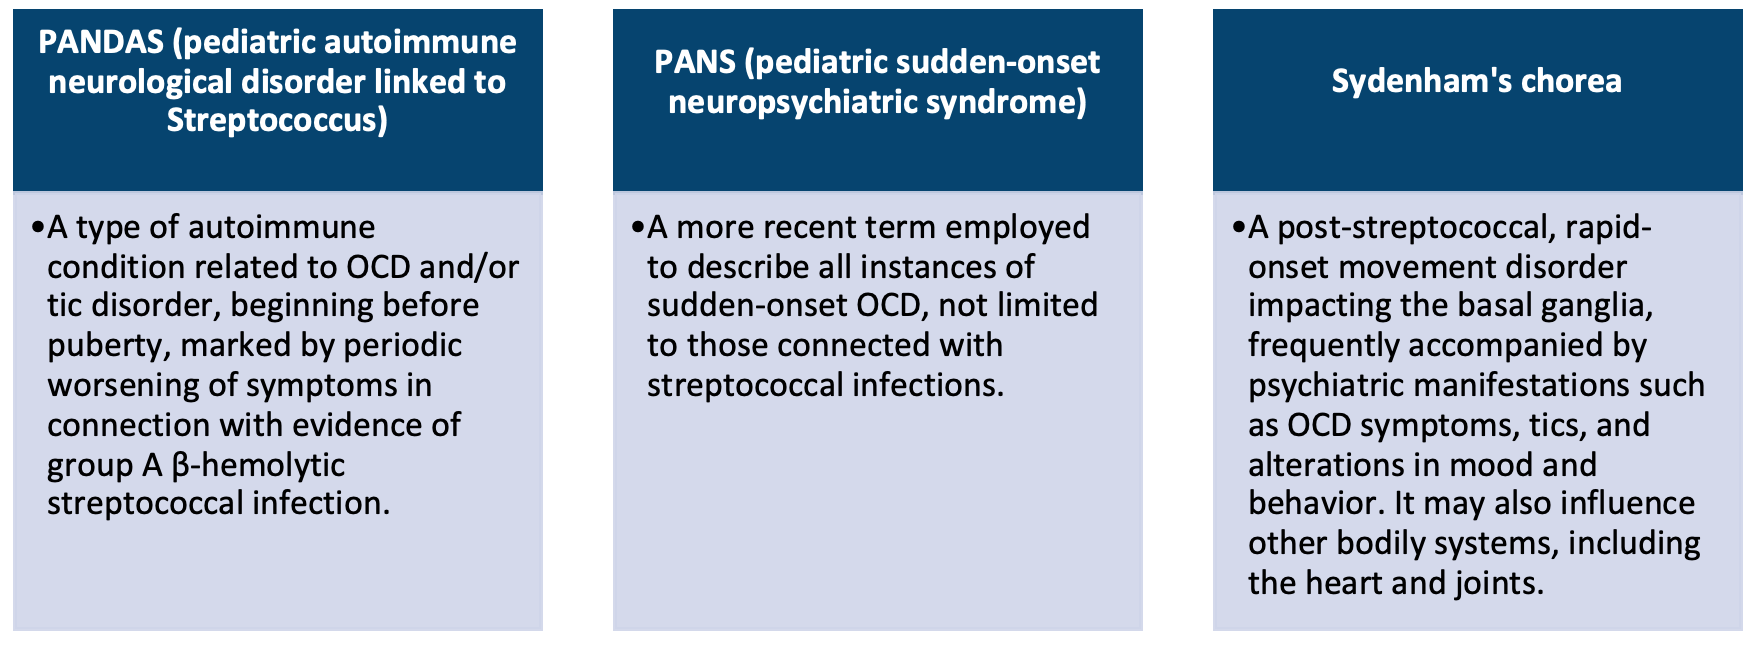 PANDAS (pediatric autoimmune
neurological disorder linked to
Streptococcus)
•A type of autoimmune
condition related to OCD and/or
tic disorder, beginning before
puberty, marked by periodic
worsening of symptoms in
connection with evidence of
group A β-hemolytic
streptococcal infection.
PANS (pediatric sudden-onset
neuropsychiatric syndrome)
•A more recent term employed
to describe all instances of
sudden-onset OCD, not limited
to those connected with
streptococcal infections.
Sydenham's chorea
•A post-streptococcal, rapid-
onset movement disorder
impacting the basal ganglia,
frequently accompanied by
psychiatric manifestations such
as OCD symptoms, tics, and
alterations in mood and
behavior. It may also influence
other bodily systems, including
the heart and joints.